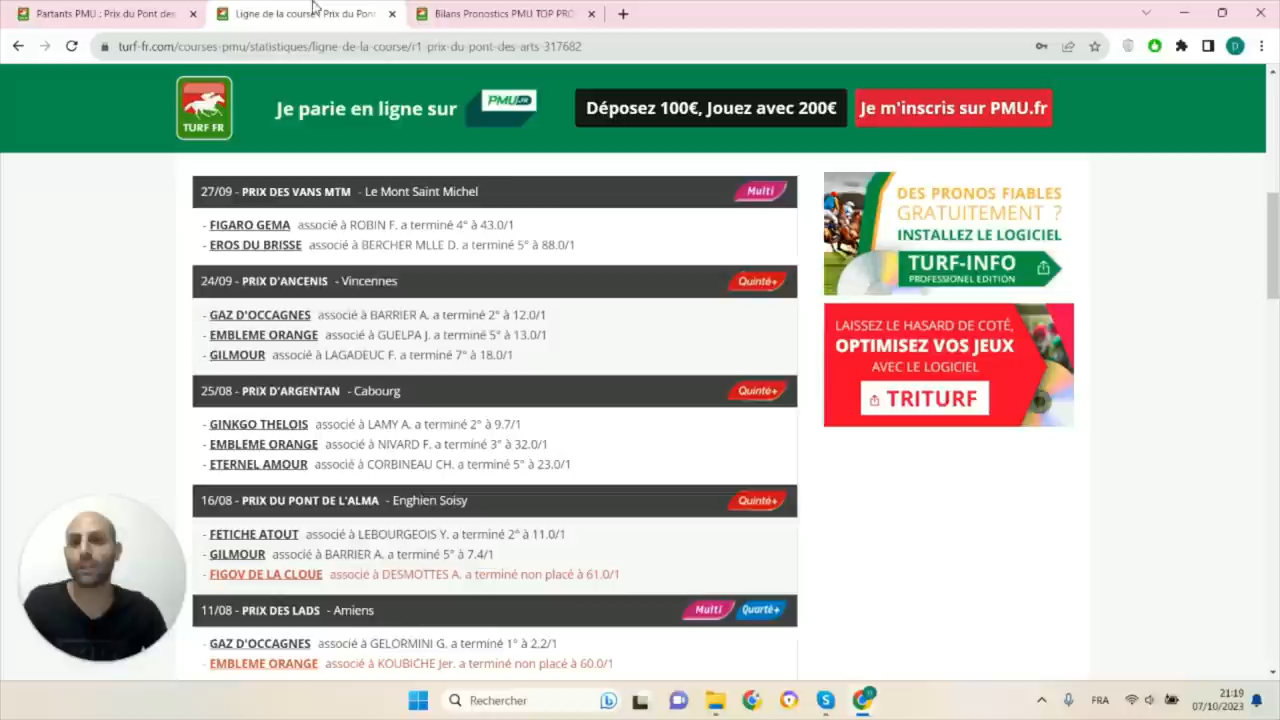 Partants PMU : Prix du Pont des
Ligne de la course Prix du Pont
Bilans Pronostics PMU TOP PRO
turf-fr.com/courses-pmu/statistiques/ligne-de-la-course/r1-prix-du-pont-des-arts-317682
p
TURF FR
Je parie en ligne sur
PMU.FR
Déposez 100€, Jouez avec 200€
Je m'inscris sur PMU.fr
27/09 - PRIX DES VANS MTM - Le Mont Saint Michel
Multi
- FIGARO GEMA associé à ROBIN F. a terminé 4° à 43.0/1
- EROS DU BRISSE associé à BERCHER MLLE D. a terminé 5° à 88.0/1
24/09 - PRIX D'ANCENIS - Vincennes
Quinté+
- GAZ D'OCCAGNES associé à BARRIER A. a terminé 2° à 12.0/1
- EMBLEME ORANGE associé à GUELPA J. a terminé 5° à 13.0/1
- GILMOUR associé à LAGADEUC F. a terminé 7° à 18.0/1
25/08 - PRIX D'ARGENTAN - Cabourg
Quinté+
- GINKGO THELOIS associé à LAMY A. a terminé 2° à 9.7/1
- EMBLEME ORANGE associé à NIVARD F. a terminé 3° à 32.0/1
- ETERNEL AMOUR associé à CORBINEAU CH. a terminé 5° à 23.0/1
16/08 - PRIX DU PONT DE L'ALMA - Enghien Soisy
Quinté+
- FETICHE ATOUT associé à LEBOURGEOIS Y. a terminé 2° à 11.0/1
- GILMOUR associé à BARRIER A. a terminé 5° à 7.4/1
- FIGOV DE LA CLOUE associé à DESMOTTES A. a terminé non placé à 61.0/1
11/08 - PRIX DES LADS - Amiens
Multi Quarté+
- GAZ D'OCCAGNES associé à GELORMINI G. a terminé 1° à 2.2/1
- EMBLEME ORANGE associé à KOUBICHE Jer. a terminé non placé à 60.0/1
DES PRONOS FIABLES
GRATUITEMENT ?
INSTALLEZ LE LOGICIEL
TURF-INFO
PROFESSIONEL EDITION
LAISSEZ LE HASARD DE COTÉ,
OPTIMISEZ VOS JEUX
AVEC LE LOGICIEL
TRITURF
Rechercher
FRA
21:19
07/10/2023